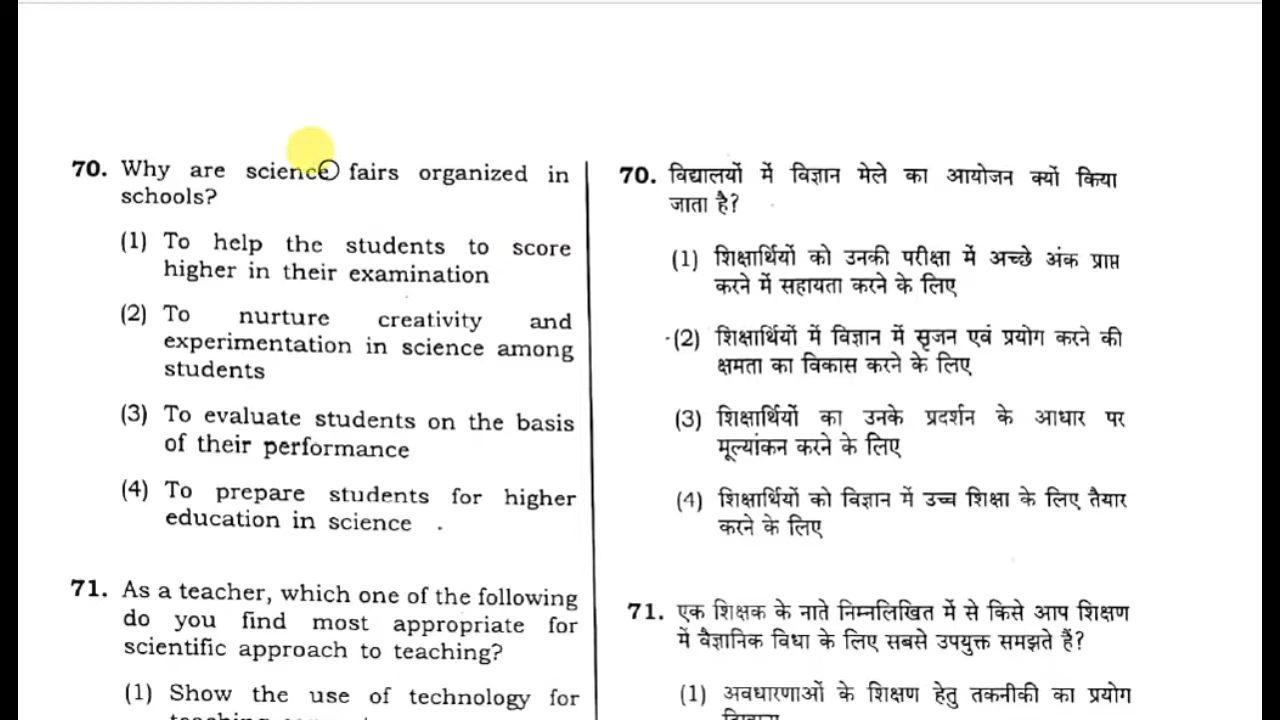 70. Why are science fairs organized in
schools?
(1) To help the students to score
higher in their examination
(2) To nurture creativity and
experimentation in science among
students
(3) To evaluate students on the basis
of their performance
(4) To prepare students for higher
education in science .
71. As a teacher, which one of the following
do you find most appropriate for
scientific approach to teaching?
(1) Show the use of technology for
70. विद्यालयों में विज्ञान मेले का आयोजन क्यों किया
जाता है?
(1) शिक्षार्थियों को उनकी परीक्षा में अच्छे अंक प्राप्त
करने में सहायता करने के लिए
(2) शिक्षार्थियों में विज्ञान में सृजन एवं प्रयोग करने की
क्षमता का विकास करने के लिए
(3) शिक्षार्थियों का उनके प्रदर्शन के आधार पर
मूल्यांकन करने के लिए
(4) शिक्षार्थियों को विज्ञान में उच्च शिक्षा के लिए तैयार
करने के लिए
71. एक शिक्षक के नाते निम्नलिखित में से किसे आप शिक्षण
में वैज्ञानिक विधा के लिए सबसे उपयुक्त समझते हैं?
(1) अवधारणाओं के शिक्षण हेतु तकनीकी का प्रयोग